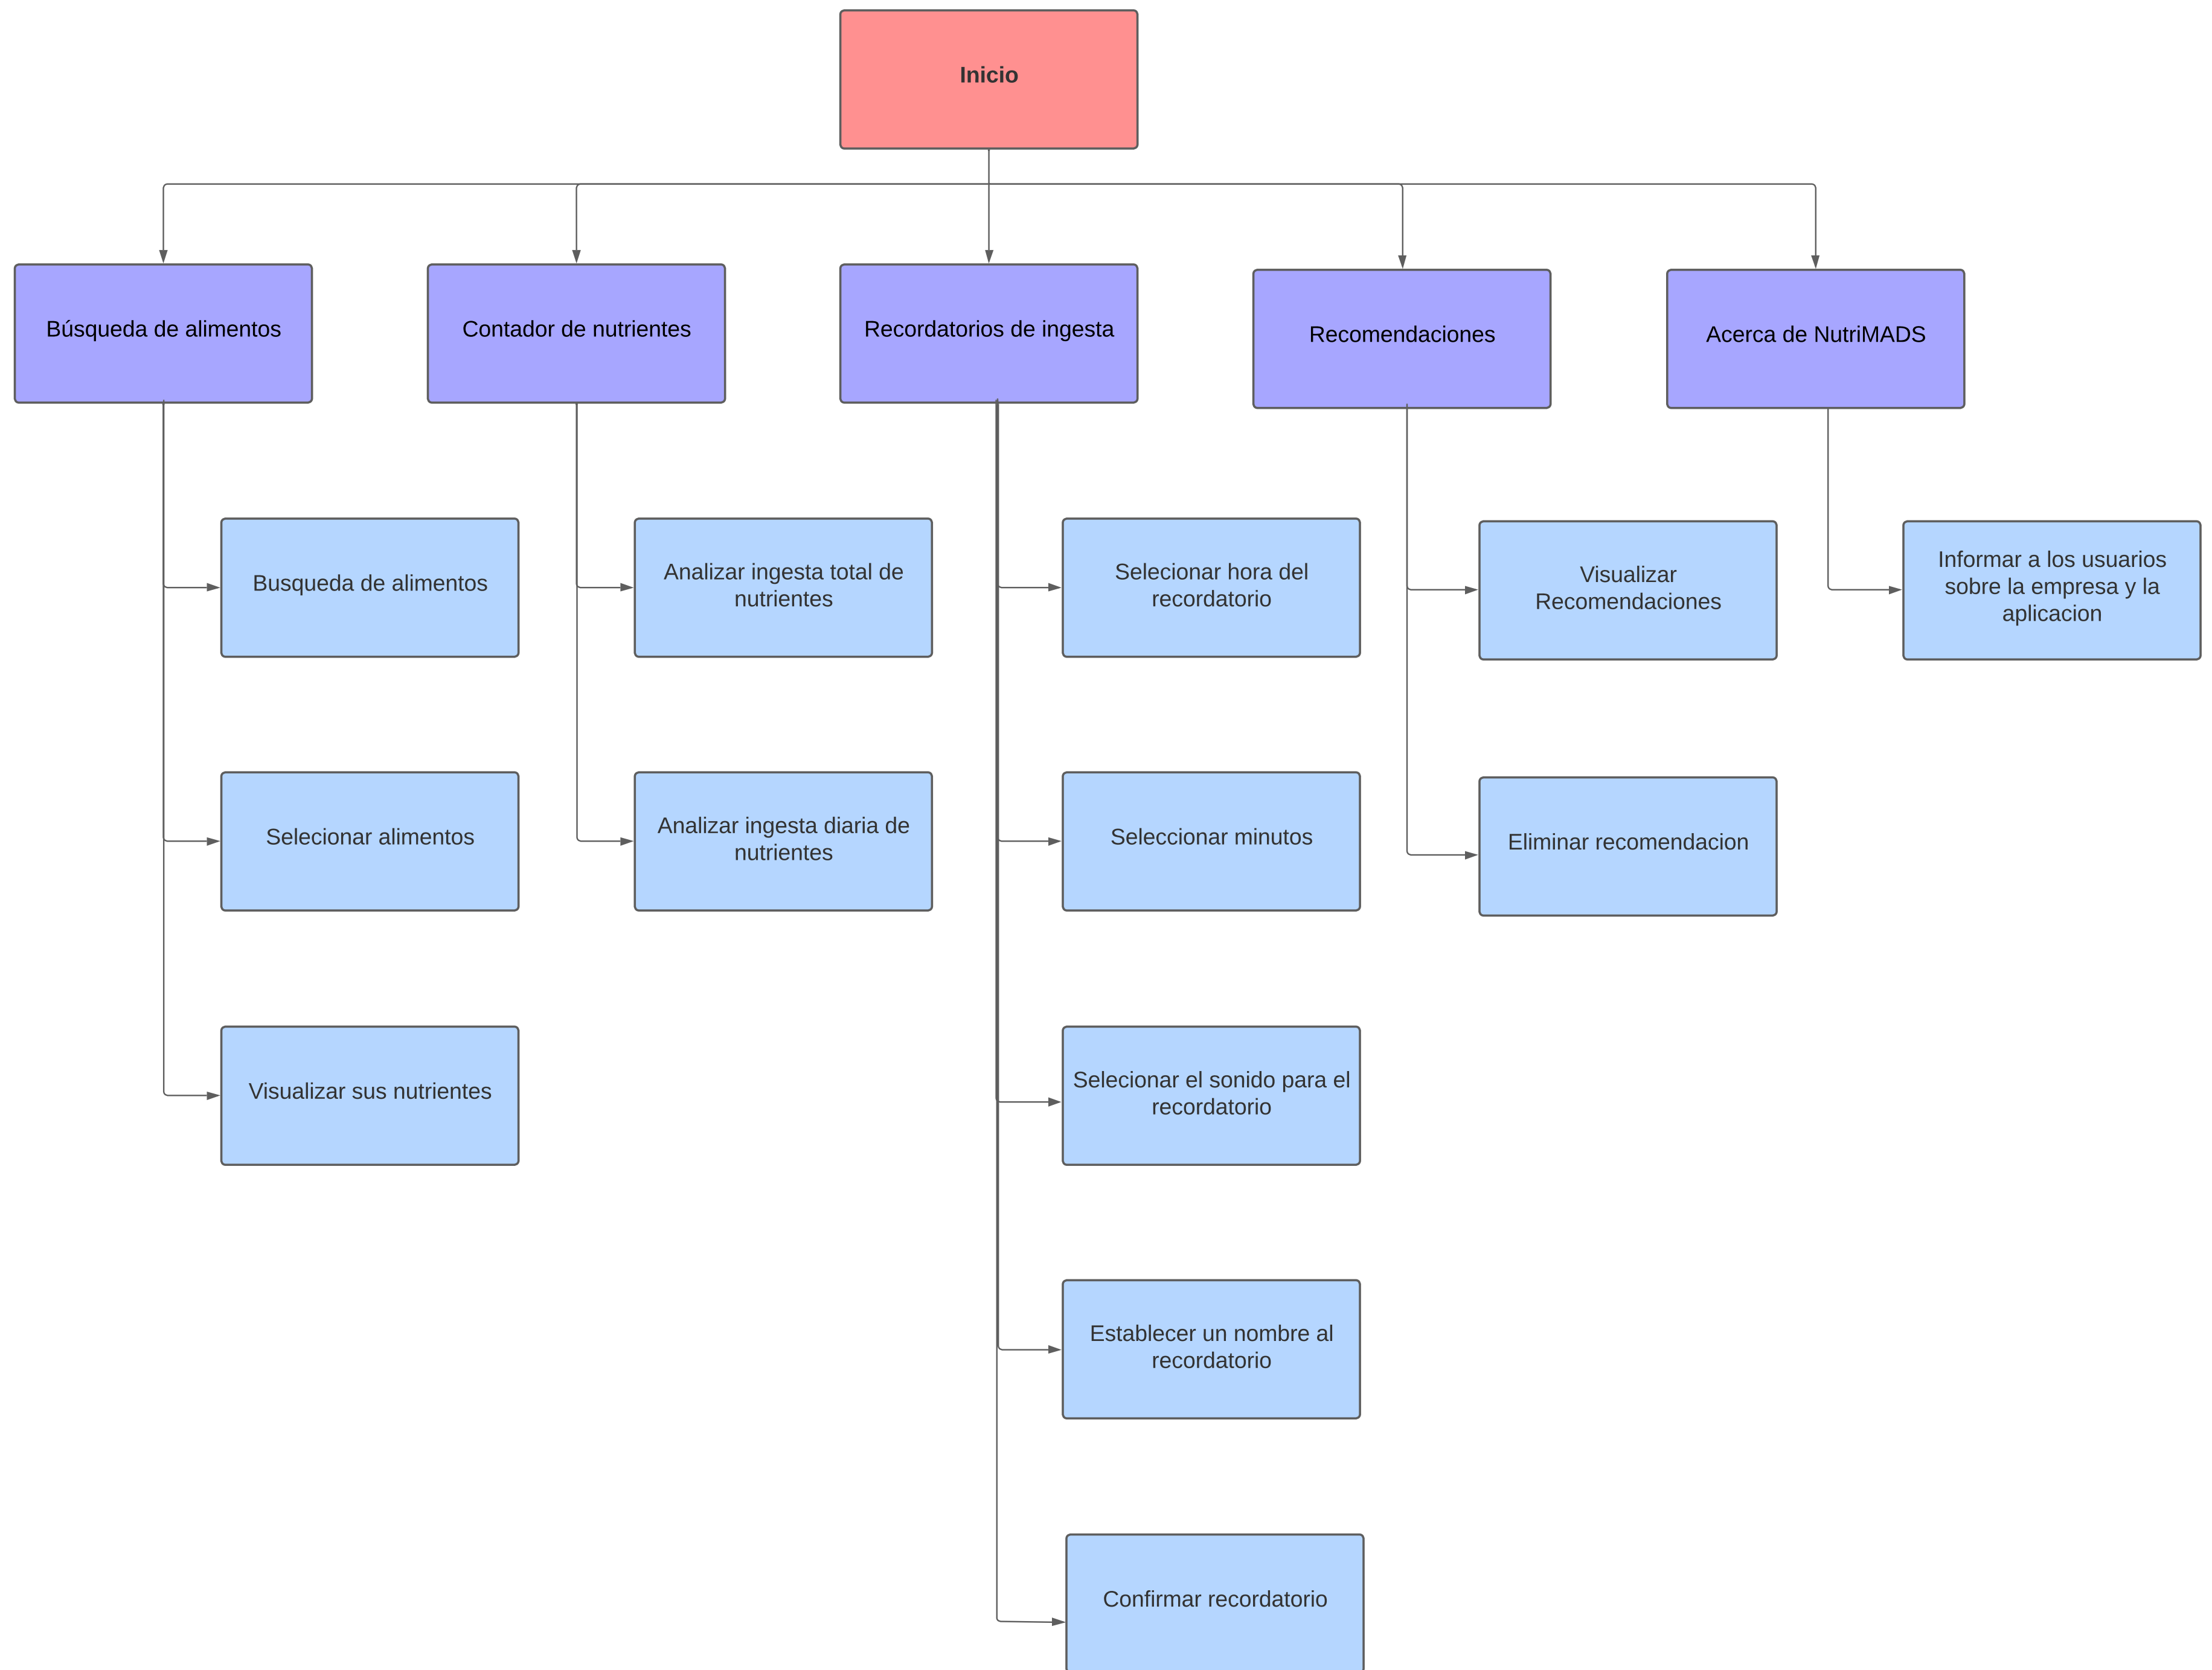 Inicio
Búsqueda de alimentos
Contador de nutrientes
Recordatorios de ingesta
Recomendaciones
Acerca de NutriMADS
Busqueda de alimentos
Analizar ingesta total de
nutrientes
Selecionar hora del
recordatorio
Visualizar
Recomendaciones
Informar a los usuarios
sobre la empresa y la
aplicacion
Selecionar alimentos
Analizar ingesta diaria de
nutrientes
Seleccionar minutos
Eliminar recomendacion
Visualizar sus nutrientes
Selecionar el sonido para el
recordatorio
Establecer un nombre al
recordatorio
Confirmar recordatorio